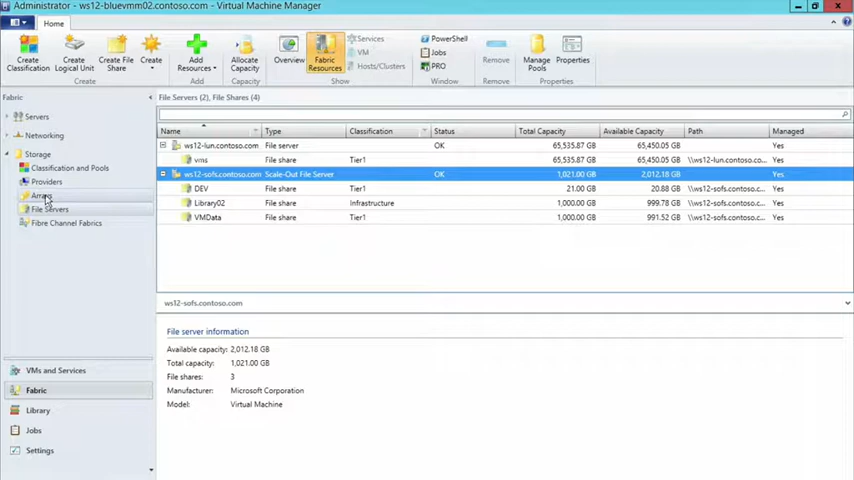 Administrator - ws12-bluevmm02.contoso.com - Virtual Machine Manager
Home
Create Classification
Create Logical Unit
Create File Share
Create
Create
Add Resources
Add
Allocate Capacity
Capacity
Overview
Fabric Resources
Services
VM
Hosts/Clusters
Show
PowerShell
Jobs
PRO
Window
Remove
Remove
Manage Pools
Properties
Properties
Fabric
Servers
Networking
Storage
Classification and Pools
Providers
Arrays
File Servers
Fibre Channel Fabrics
VMs and Services
Fabric
Library
Jobs
Settings
File Servers (2), File Shares (4)
Name Type Classification Status Total Capacity Available Capacity Path Managed
ws12-lun.contoso.com File server OK 65,535.87 GB 65,450.05 GB Yes
vms File share Tier1 65,535.87 GB 65,450.05 GB \\ws12-lun.contoso... Yes
ws12-sofs.contoso.com Scale-Out File Server OK 1,021.00 GB 2,012.18 GB Yes
DEV File share 21.00 GB 20.88 GB \\ws12-sofs.contoso.c... Yes
Library02 File share Infrastructure 1,000.00 GB 999.78 GB \\ws12-sofs.contoso.c... Yes
VMData File share Tier1 1,000.00 GB 991.52 GB \\ws12-sofs.contoso.c... Yes
ws12-sofs.contoso.com
File server information
Available capacity: 2,012.18 GB
Total capacity: 1,021.00 GB
File shares: 3
Manufacturer: Microsoft Corporation
Model: Virtual Machine